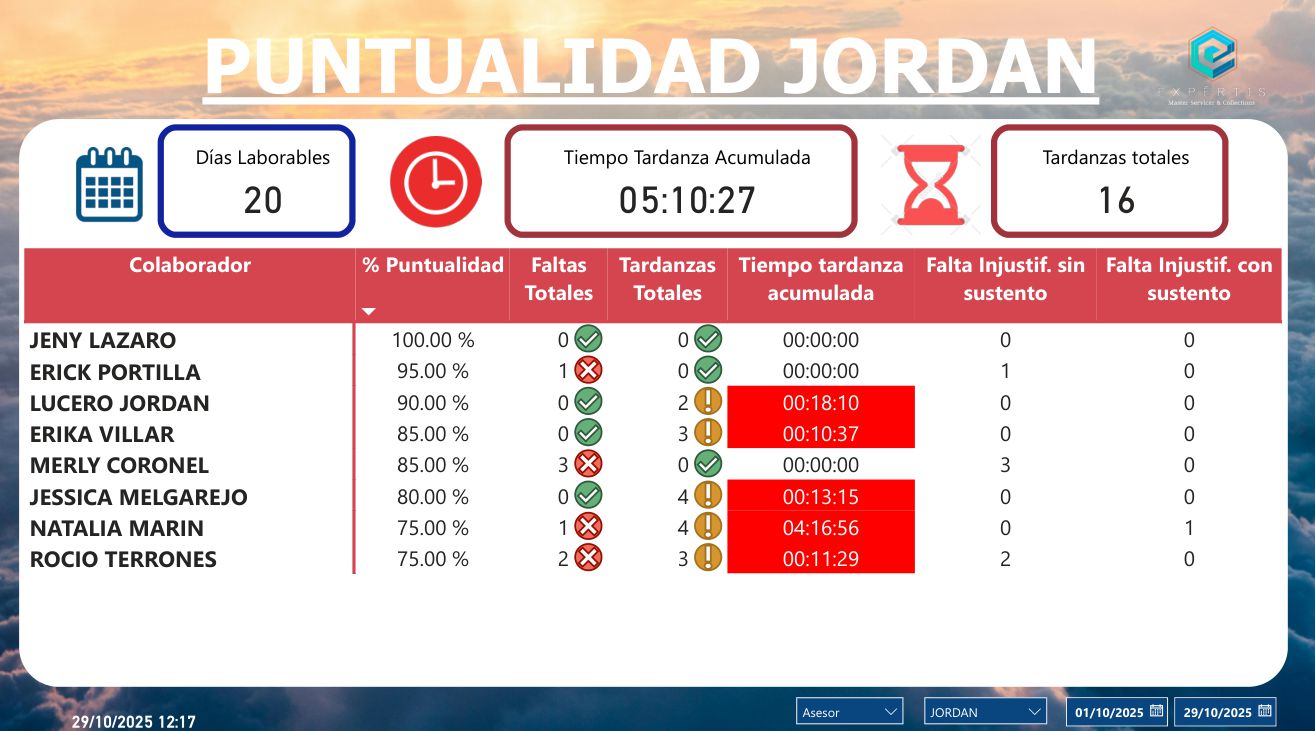 PUNTUALIDAD JORDAN
EXPERTIS
Master Servicer & Collections
Días Laborables
20
Tiempo Tardanza Acumulada
05:10:27
Tardanzas totales
16
Colaborador % Puntualidad Faltas Totales Tardanzas Totales Tiempo tardanza acumulada Falta Injustif. sin sustento Falta Injustif. con sustento
JENY LAZARO 100.00 % 0 0 00:00:00 0 0
ERICK PORTILLA 95.00 % 1 0 00:00:00 1 0
LUCERO JORDAN 90.00 % 0 2 00:18:10 0 0
ERIKA VILLAR 85.00 % 0 3 00:10:37 0 0
MERLY CORONEL 85.00 % 3 0 00:00:00 3 0
JESSICA MELGAREJO 80.00 % 0 4 00:13:15 0 0
NATALIA MARIN 75.00 % 1 4 04:16:56 0 1
ROCIO TERRONES 75.00 % 2 3 00:11:29 2 0
29/10/2025 12:17
Asesor
JORDAN
01/10/2025
29/10/2025